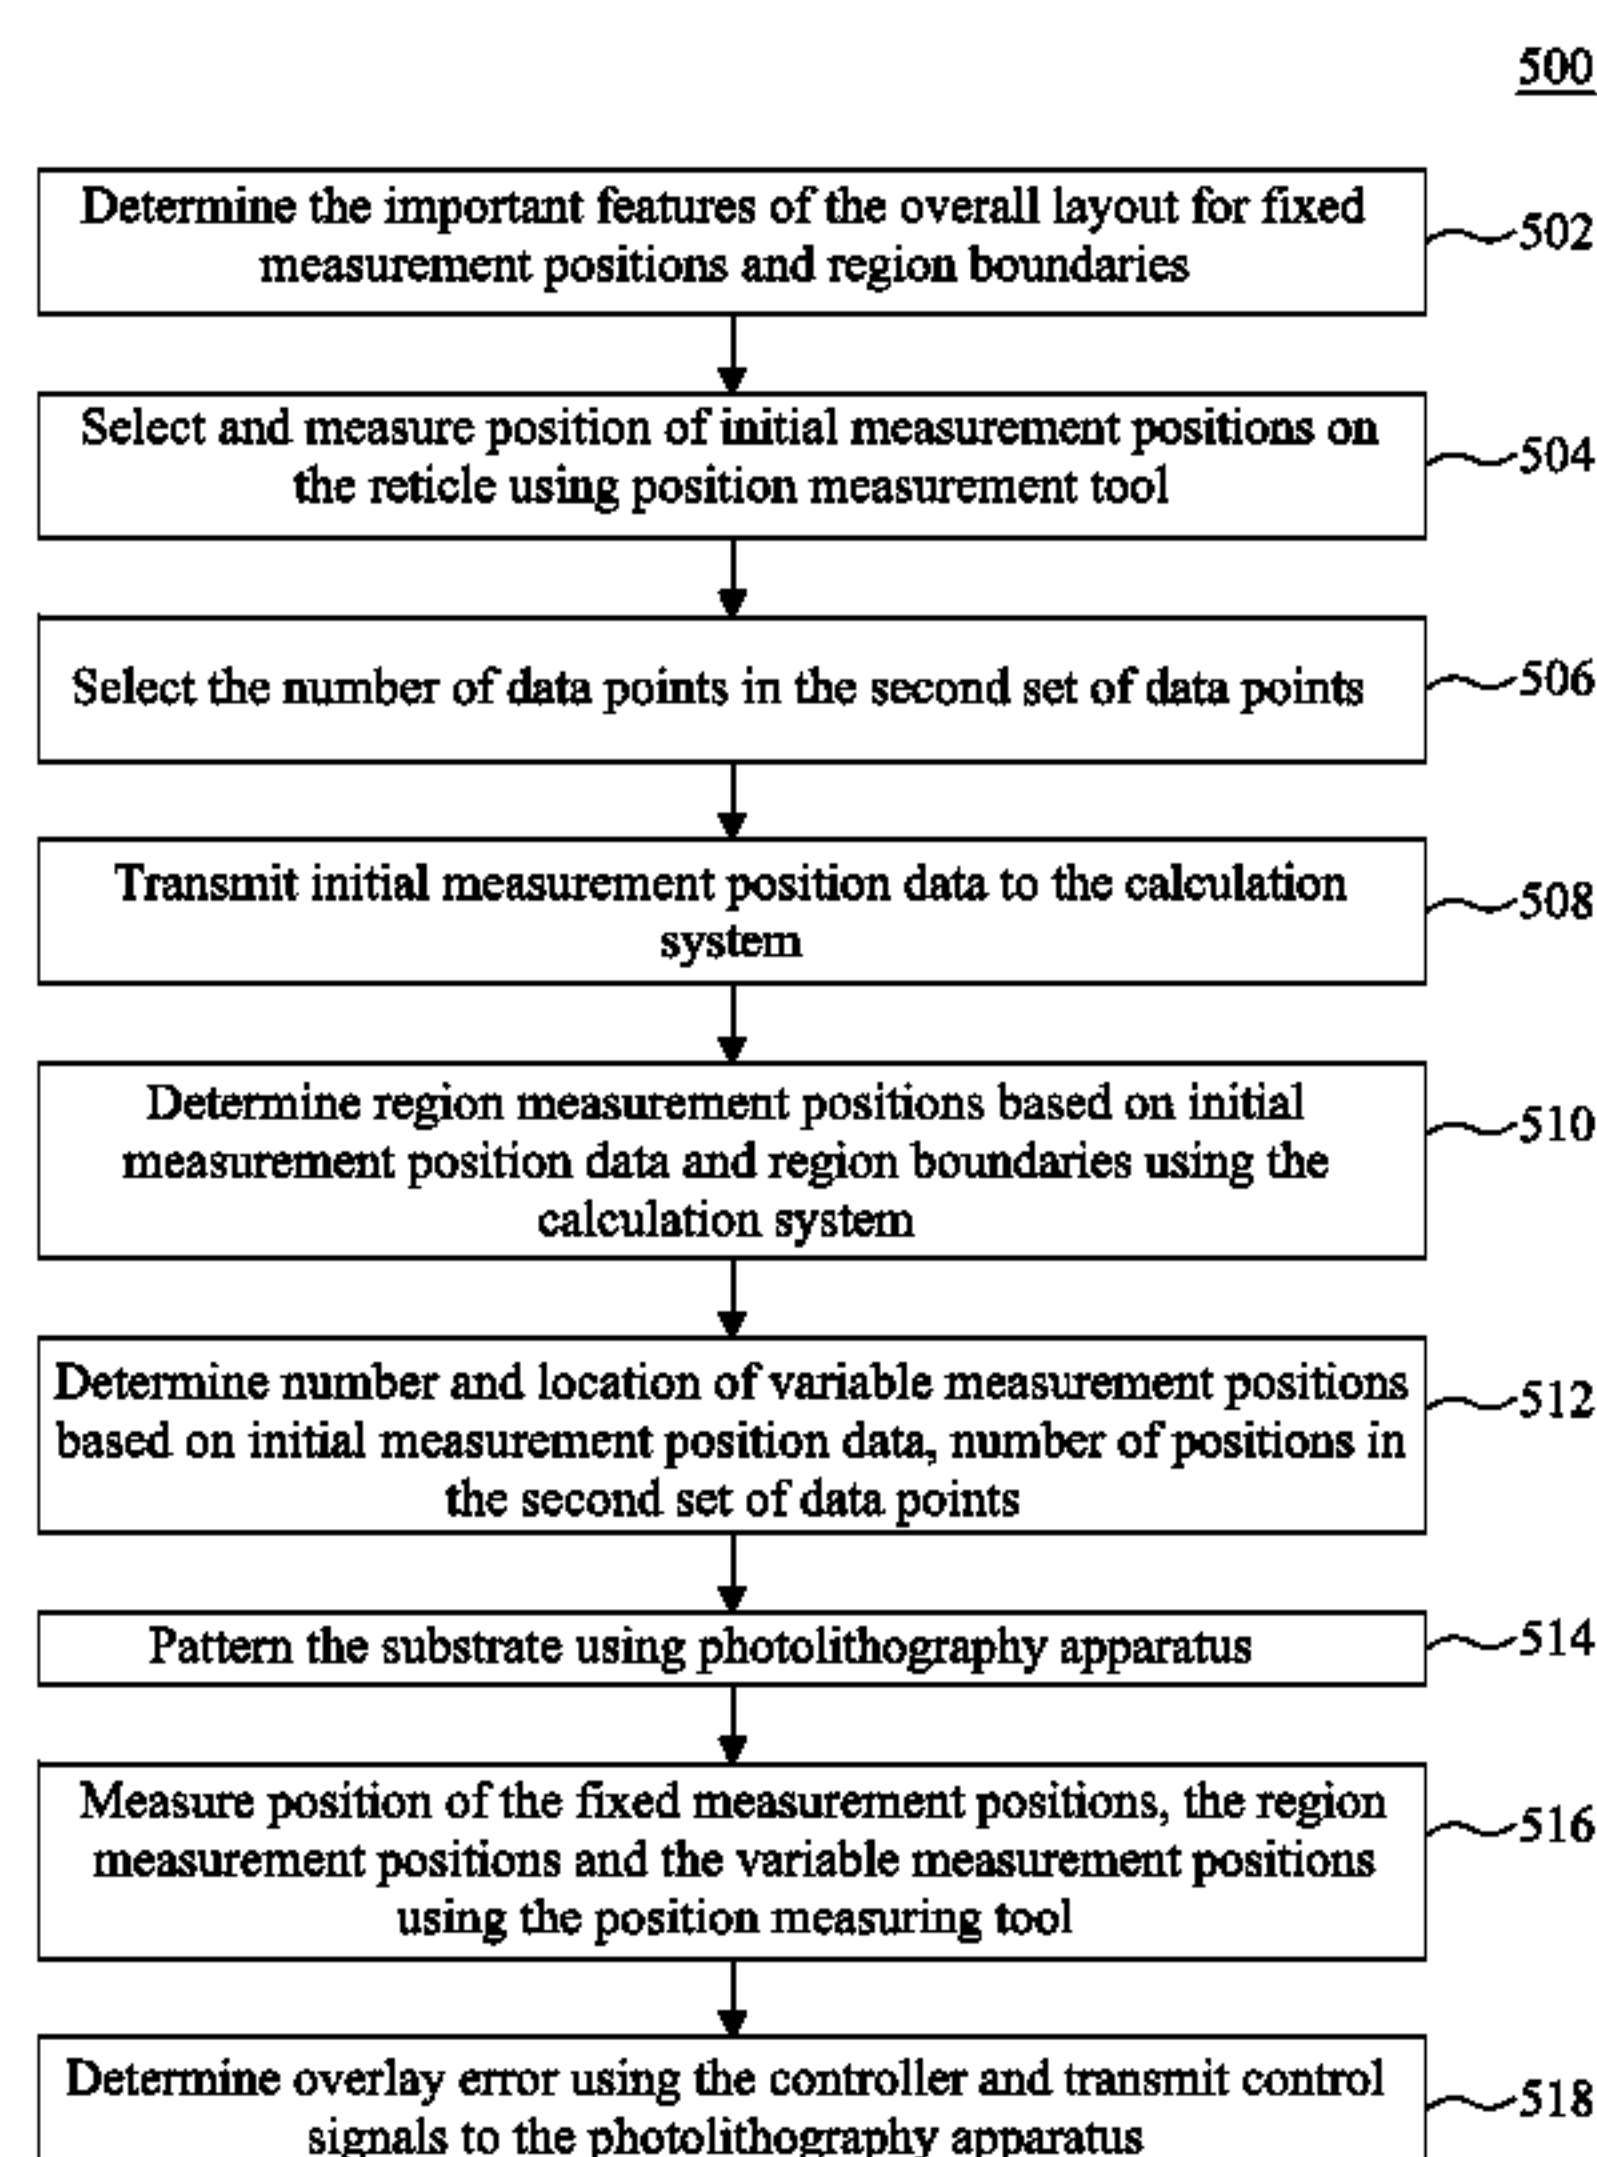 500
Determine the important features of the overall layout for fixed
measurement positions and region boundaries
502
Select and measure position of initial measurement positions on
the reticle using position measurement tool
504
Select the number of data points in the second set of data points
506
Transmit initial measurement position data to the calculation
system
508
Determine region measurement positions based on initial
measurement position data and region boundaries using the
calculation system
510
Determine number and location of variable measurement positions
based on initial measurement position data, number of positions in
the second set of data points
512
Pattern the substrate using photolithography apparatus
514
Measure position of the fixed measurement positions, the region
measurement positions and the variable measurement positions
using the position measuring tool
516
Determine overlay error using the controller and transmit control
signals to the photolithography apparatus
518